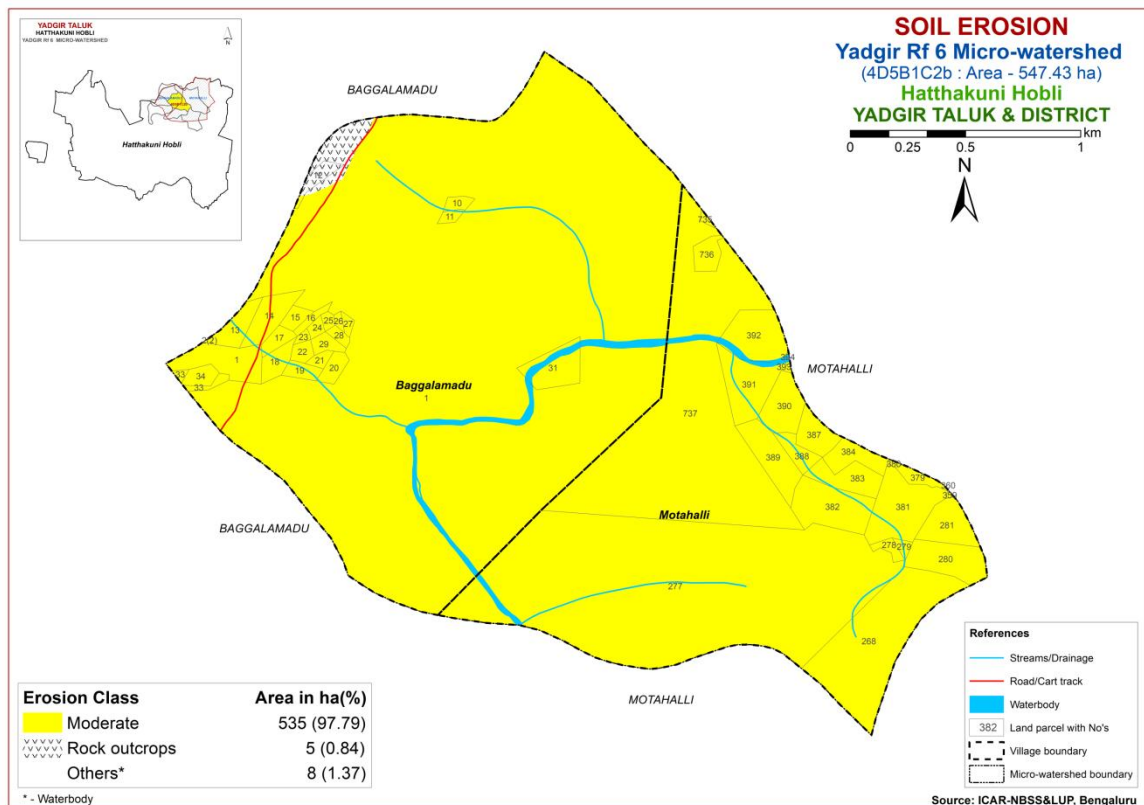 YADGIR TALUK
HATTHAKUNI HOBLI
YADGIR RF 6 MICRO-WATERSHED
N
Hatthakuni Hobli
SOIL EROSION
Yadgir Rf 6 Micro-watershed
(4D5B1C2b : Area - 547.43 ha)
Hatthakuni Hobli
YADGIR TALUK & DISTRICT
km
0 0.25 0.5 1
N
BAGGALAMADU
12
10
11
735
736
14
15 16
25 26 27
24
13
17
23
28
2(2)
392
22
29
1
18
21
394
393
31
MOTAHALLI
33
34
19
20
33
Baggalamadu
1
391
390
737
387
384
389
388
380
379
383
360
359
382
381
281
Motahalli
BAGGALAMADU
278
279
280
277
268
MOTAHALLI
References
Streams/Drainage
Road/Cart track
Waterbody
382 Land parcel with No's
Village boundary
Micro-watershed boundary
Erosion Class Area in ha(%)
Moderate 535 (97.79)
Rock outcrops 5 (0.84)
Others* 8 (1.37)
* - Waterbody
Source: ICAR-NBSS&LUP, Bengaluru